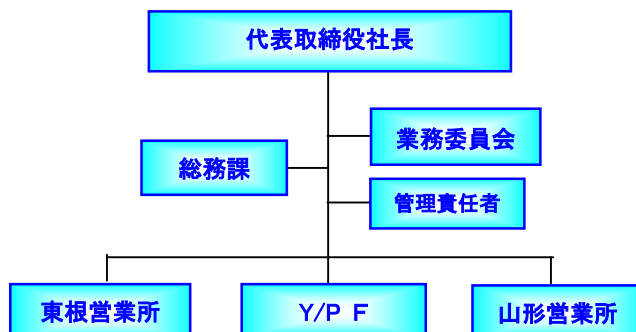 代表取締役社長
業務委員会
総務課
管理責任者
東根営業所
Y/P F
山形営業所